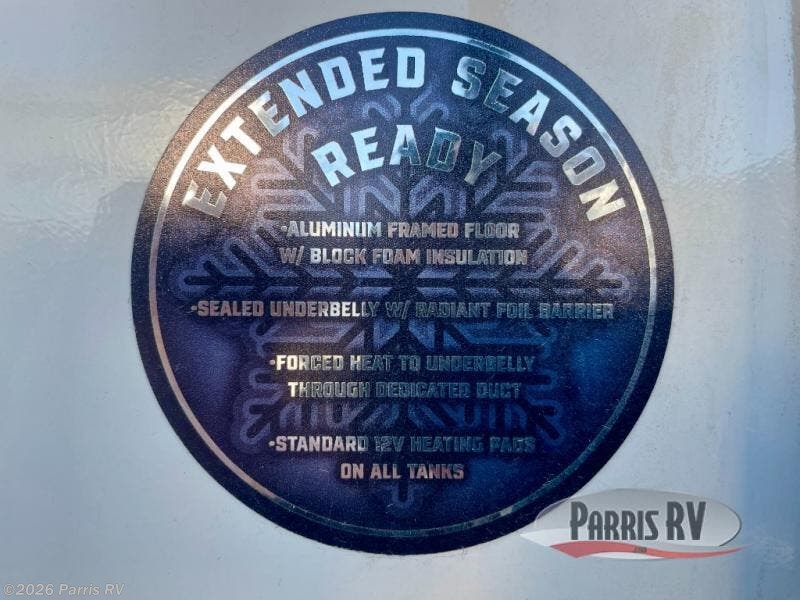 EXTENDED SEASON
READY
•ALUMINUM FRAMED FLOOR
W/ BLOCK FOAM INSULATION
•SEALED UNDERBELLY W/ RADIANT FOIL BARRIER
•FORCED HEAT TO UNDERBELLY
THROUGH DEDICATED DUCT
•STANDARD 12V HEATING PADS
ON ALL TANKS
PARRIS RV
©2026 Parris RV